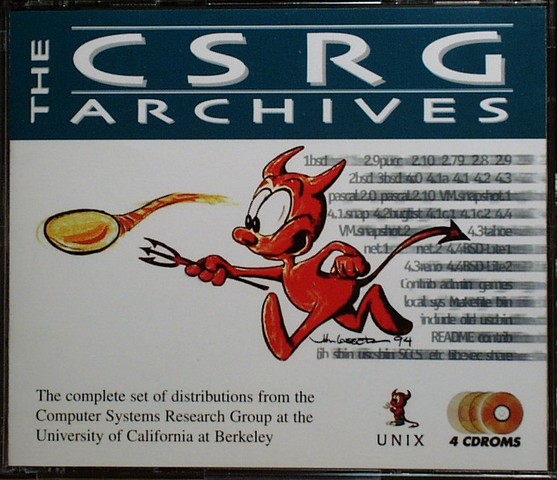 THE
CSRG
ARCHIVES
1bsd 2.9pucc 2.10 2.79 2.8 2.9
2bsd 3bsd 4.0 4.1a 4.1 4.2 4.3
pascal.2.0 pascal.2.10 VM.snapshot.1
4.1.snap 4.2buglist 4.1c.1 4.1c.2 4.4
VM.snapshot.2 4.3tahoe
net.1 net.2 4.4BSD-Lite1
4.3reno 4.4BSD-Lite2
Contrib admin games
local sys Makefile bin
include old usr.bin
README contrib
lib sbin usr.sbin SCCS etc libexec share
94
The complete set of distributions from the
Computer Systems Research Group at the
University of California at Berkeley
UNIX
4 CDROMS